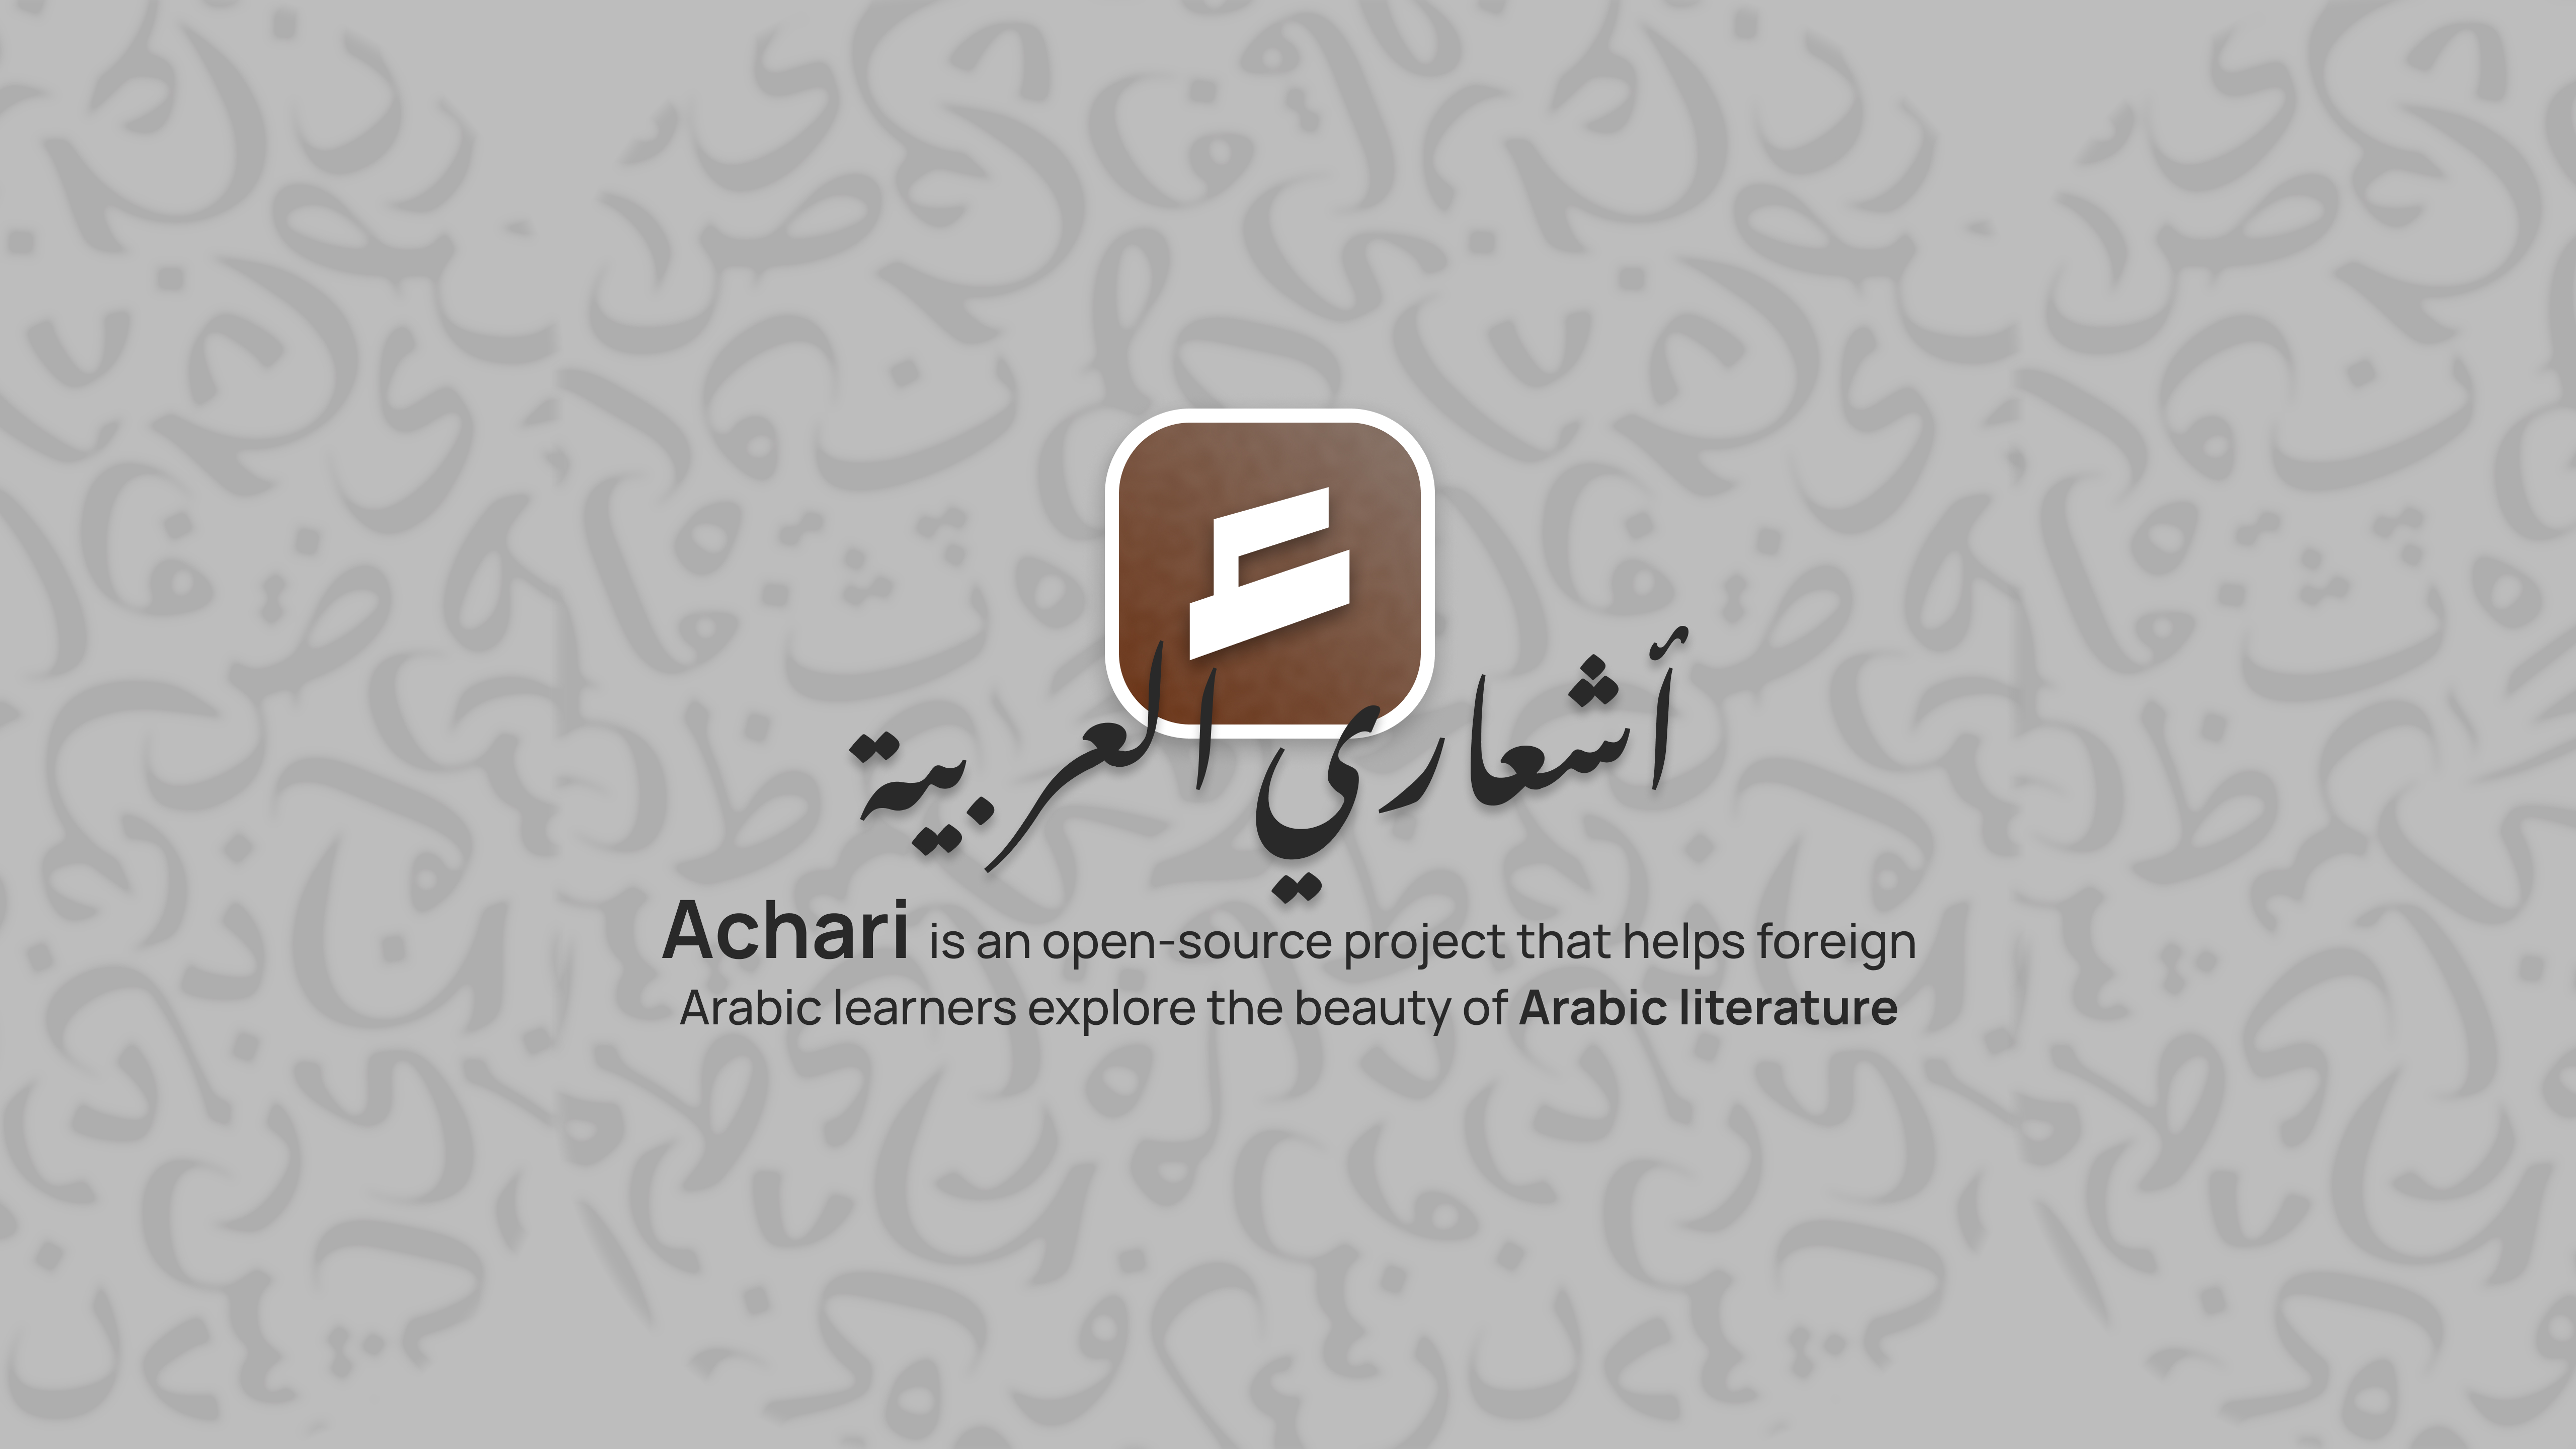 أشعاري العربية
Achari is an open-source project that helps foreign
Arabic learners explore the beauty of Arabic literature